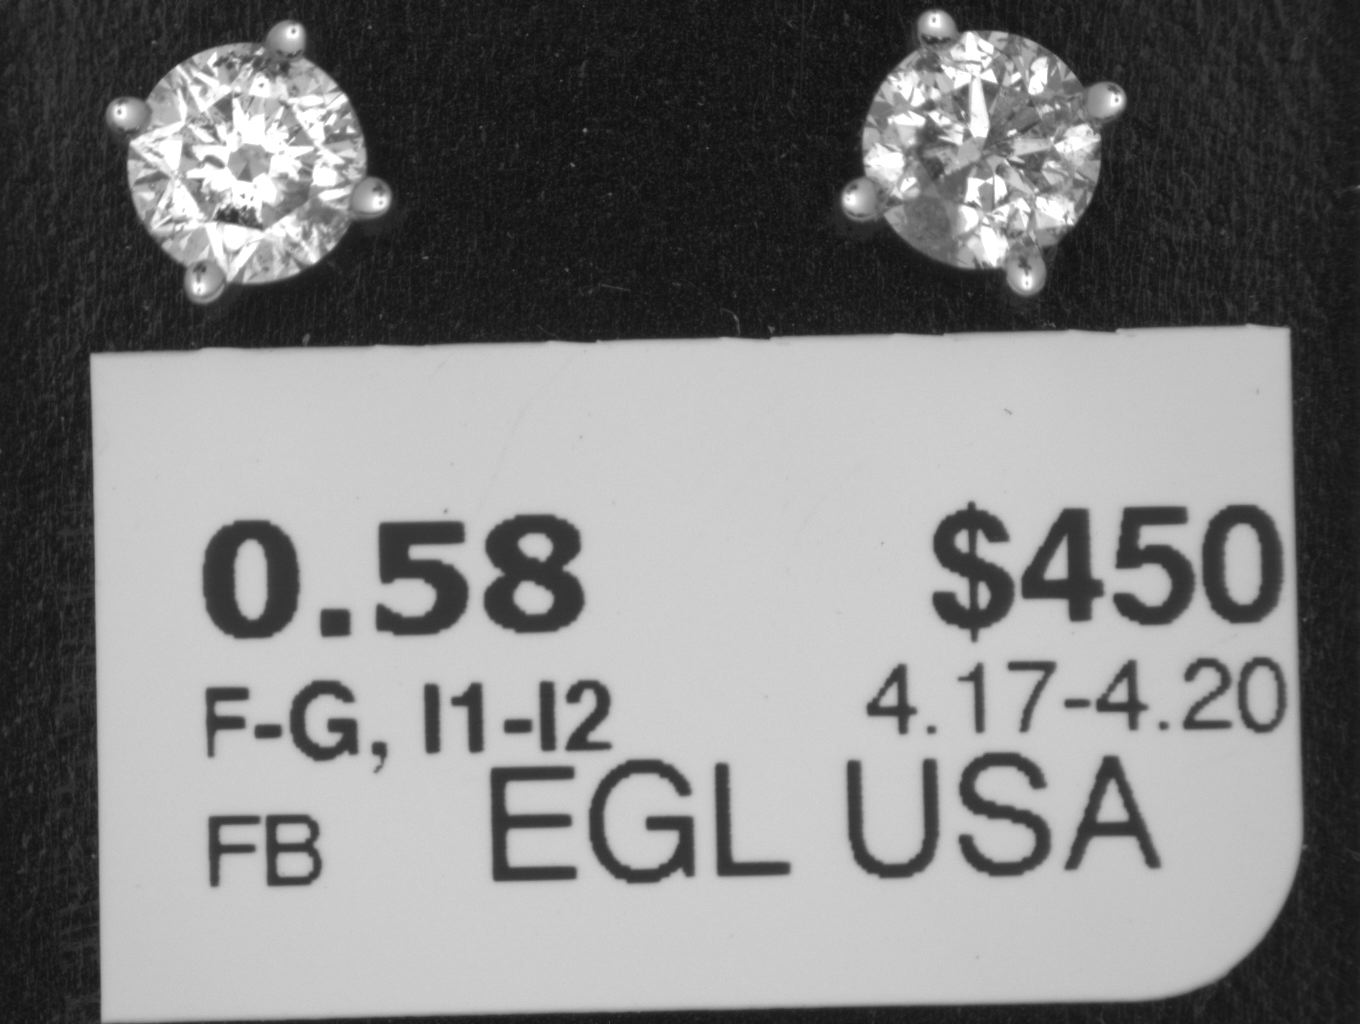 0.58 $450
F-G, I1-I2 4.17-4.20
FB EGL USA